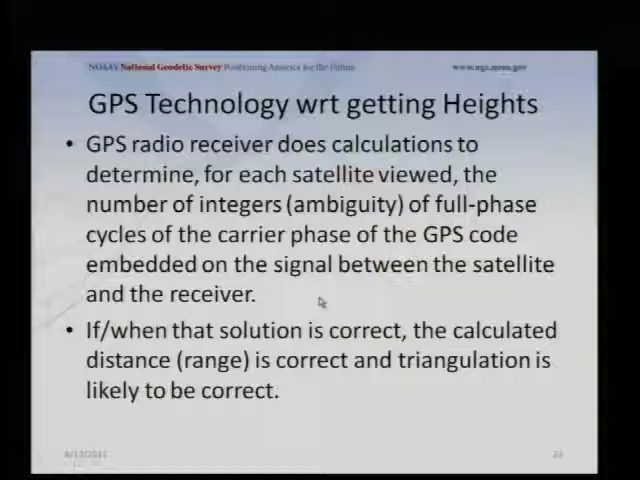 NOAA's National Geodetic Survey Positioning America for the Future
www.ngs.noaa.gov
GPS Technology wrt getting Heights
• GPS radio receiver does calculations to
determine, for each satellite viewed, the
number of integers (ambiguity) of full-phase
cycles of the carrier phase of the GPS code
embedded on the signal between the satellite
and the receiver.
• If/when that solution is correct, the calculated
distance (range) is correct and triangulation is
likely to be correct.